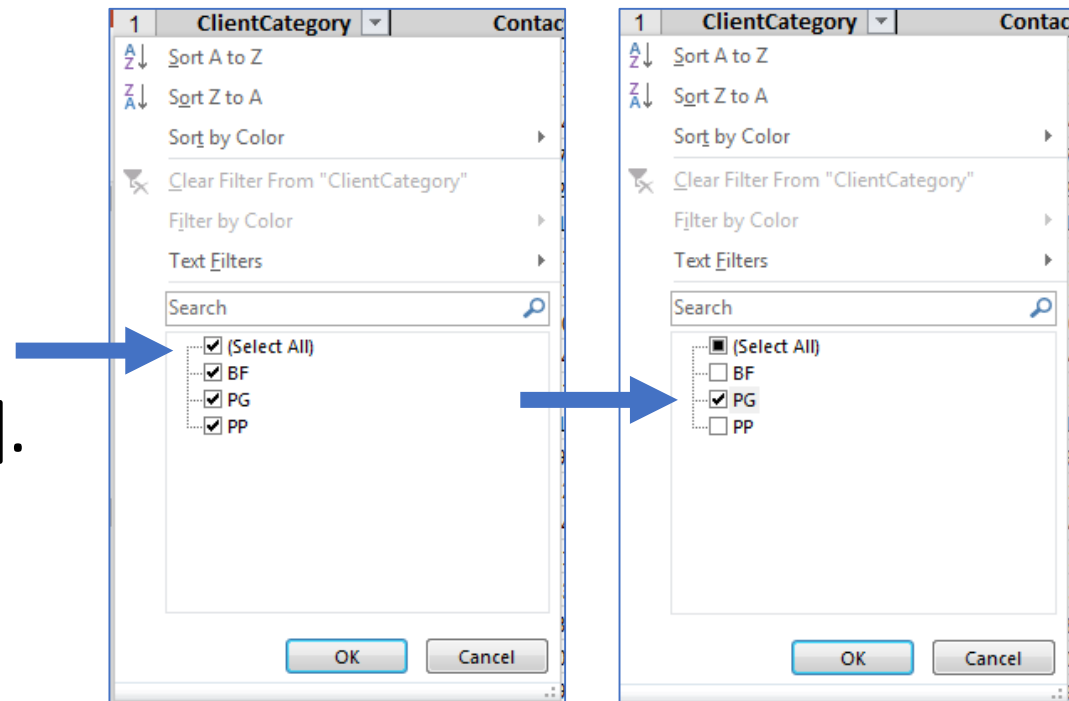 1 ClientCategory Contac
Sort A to Z
Sort Z to A
Sort by Color
Clear Filter From "ClientCategory"
Filter by Color
Text Filters
Search
(Select All)
BF
PG
PP
OK Cancel
.
1 ClientCategory Contac
Sort A to Z
Sort Z to A
Sort by Color
Clear Filter From "ClientCategory"
Filter by Color
Text Filters
Search
(Select All)
BF
PG
PP
OK Cancel